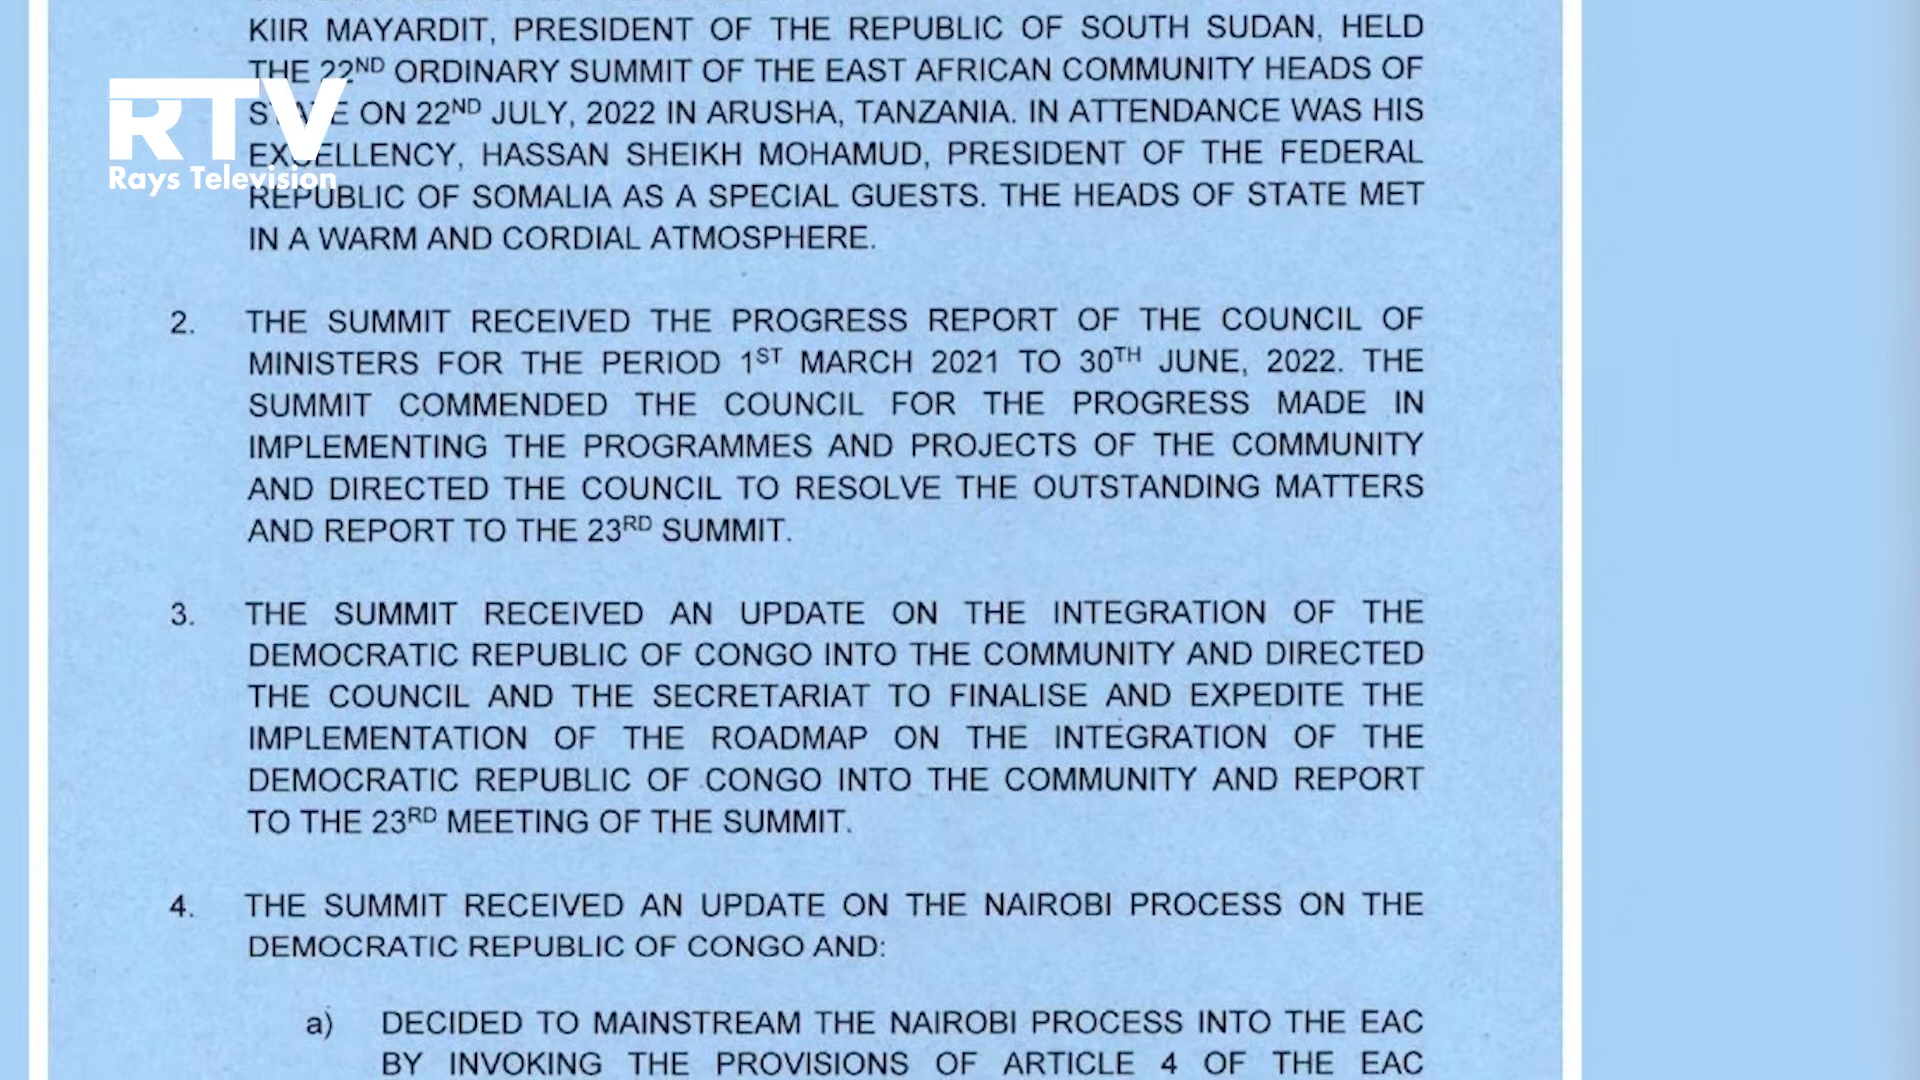 KIIR MAYARDIT, PRESIDENT OF THE REPUBLIC OF SOUTH SUDAN, HELD
THE 22ND ORDINARY SUMMIT OF THE EAST AFRICAN COMMUNITY HEADS OF
STATE ON 22ND JULY, 2022 IN ARUSHA, TANZANIA. IN ATTENDANCE WAS HIS
EXCELLENCY, HASSAN SHEIKH MOHAMUD, PRESIDENT OF THE FEDERAL
REPUBLIC OF SOMALIA AS A SPECIAL GUESTS. THE HEADS OF STATE MET
IN A WARM AND CORDIAL ATMOSPHERE.
RTV
Rays Television
2. THE SUMMIT RECEIVED THE PROGRESS REPORT OF THE COUNCIL OF
MINISTERS FOR THE PERIOD 1ST MARCH 2021 TO 30TH JUNE, 2022. THE
SUMMIT COMMENDED THE COUNCIL FOR THE PROGRESS MADE IN
IMPLEMENTING THE PROGRAMMES AND PROJECTS OF THE COMMUNITY
AND DIRECTED THE COUNCIL TO RESOLVE THE OUTSTANDING MATTERS
AND REPORT TO THE 23RD SUMMIT.
3. THE SUMMIT RECEIVED AN UPDATE ON THE INTEGRATION OF THE
DEMOCRATIC REPUBLIC OF CONGO INTO THE COMMUNITY AND DIRECTED
THE COUNCIL AND THE SECRETARIAT TO FINALISE AND EXPEDITE THE
IMPLEMENTATION OF THE ROADMAP ON THE INTEGRATION OF THE
DEMOCRATIC REPUBLIC OF CONGO INTO THE COMMUNITY AND REPORT
TO THE 23RD MEETING OF THE SUMMIT.
4. THE SUMMIT RECEIVED AN UPDATE ON THE NAIROBI PROCESS ON THE
DEMOCRATIC REPUBLIC OF CONGO AND:
a) DECIDED TO MAINSTREAM THE NAIROBI PROCESS INTO THE EAC
BY INVOKING THE PROVISIONS OF ARTICLE 4 OF THE EAC